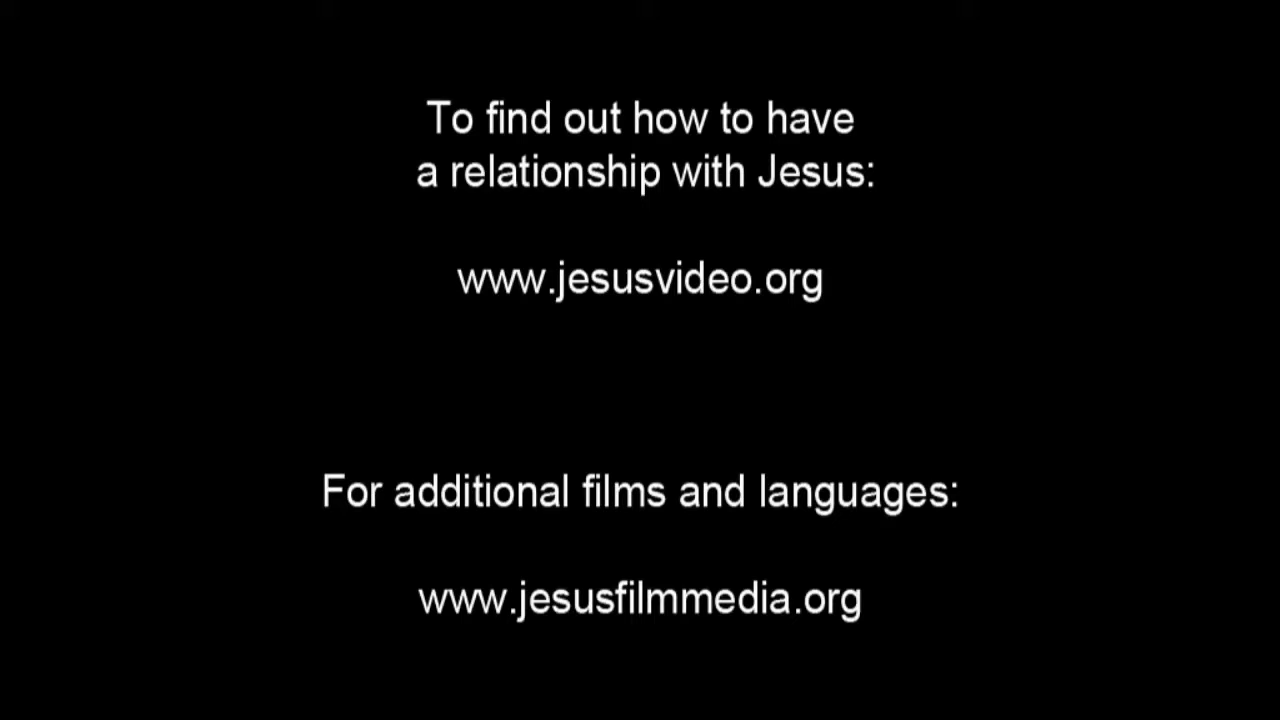 To find out how to have
a relationship with Jesus:
www.jesusvideo.org
For additional films and languages:
www.jesusfilmmedia.org